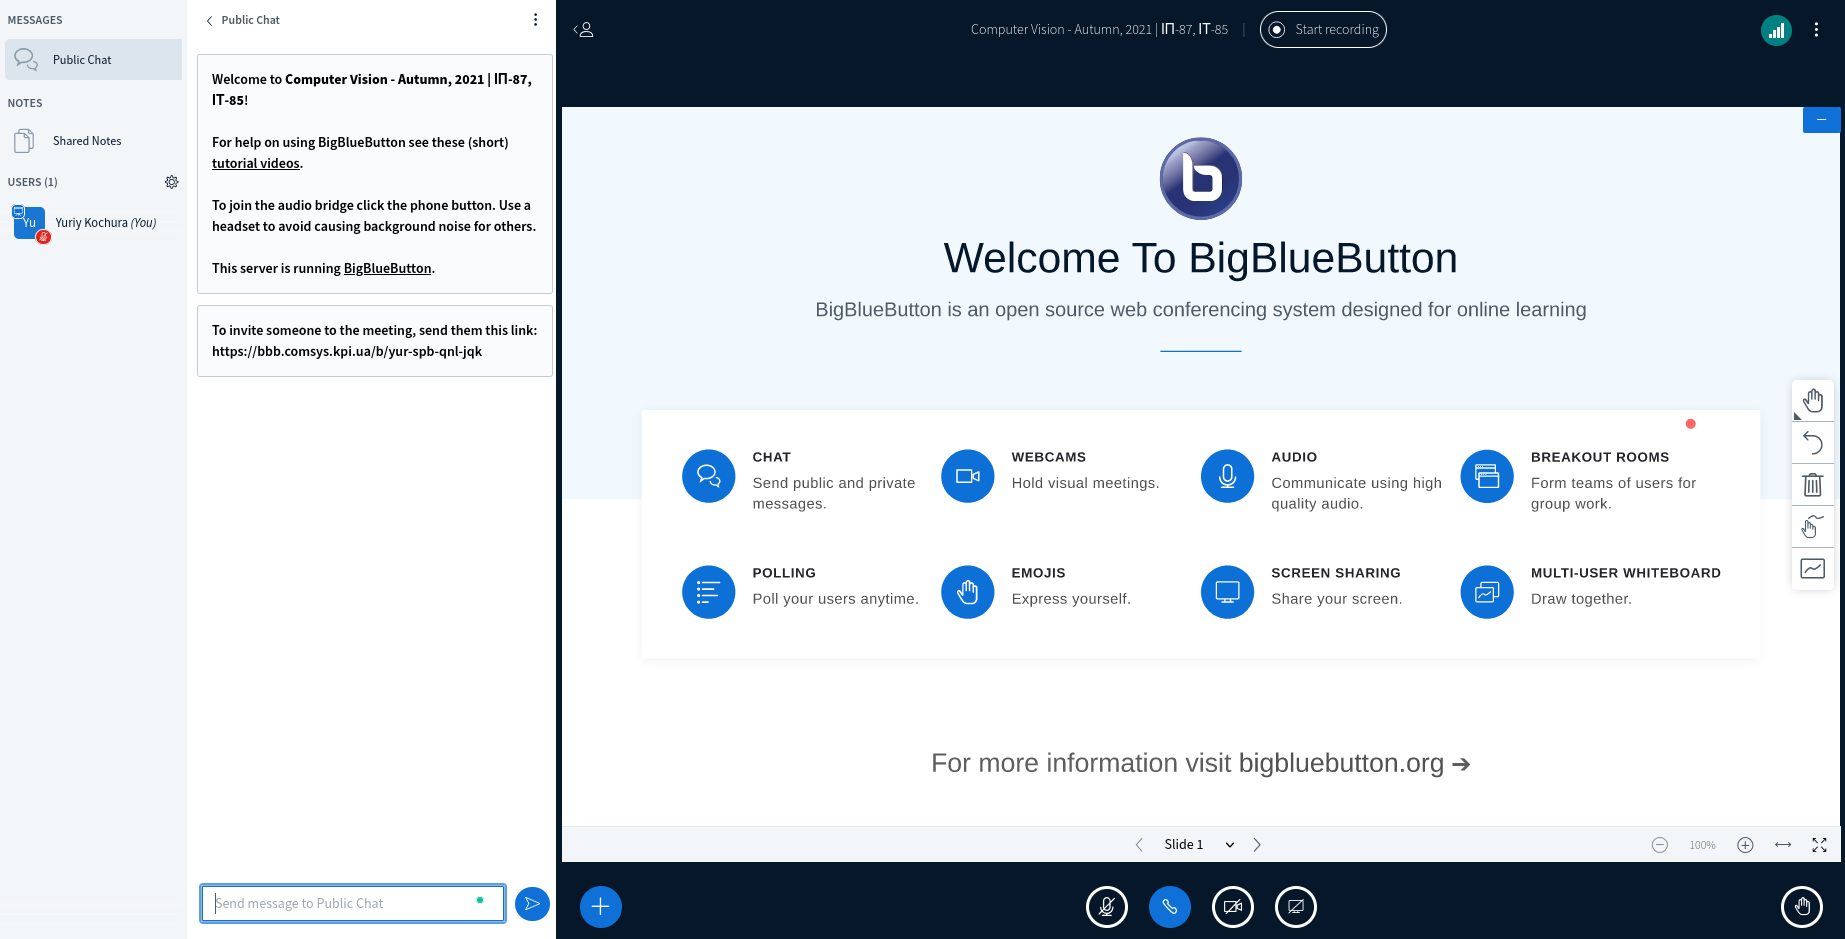 MESSAGES
Public Chat
NOTES
Shared Notes
USERS (1)
Yu
Yuriy Kochura (You)
Public Chat
Welcome to Computer Vision - Autumn, 2021 | ІП-87,
ІТ-85!
For help on using BigBlueButton see these (short)
tutorial videos.
To join the audio bridge click the phone button. Use a
headset to avoid causing background noise for others.
This server is running BigBlueButton.
To invite someone to the meeting, send them this link:
https://bbb.comsys.kpi.ua/b/yur-spb-qnl-jqk
Send message to Public Chat
Computer Vision - Autumn, 2021 | ІП-87, ІТ-85
Start recording
b
Welcome To BigBlueButton
BigBlueButton is an open source web conferencing system designed for online learning
CHAT
Send public and private
messages.
WEBCAMS
Hold visual meetings.
AUDIO
Communicate using high
quality audio.
BREAKOUT ROOMS
Form teams of users for
group work.
POLLING
Poll your users anytime.
EMOJIS
Express yourself.
SCREEN SHARING
Share your screen.
MULTI-USER WHITEBOARD
Draw together.
For more information visit bigbluebutton.org ➔
Slide 1
100%